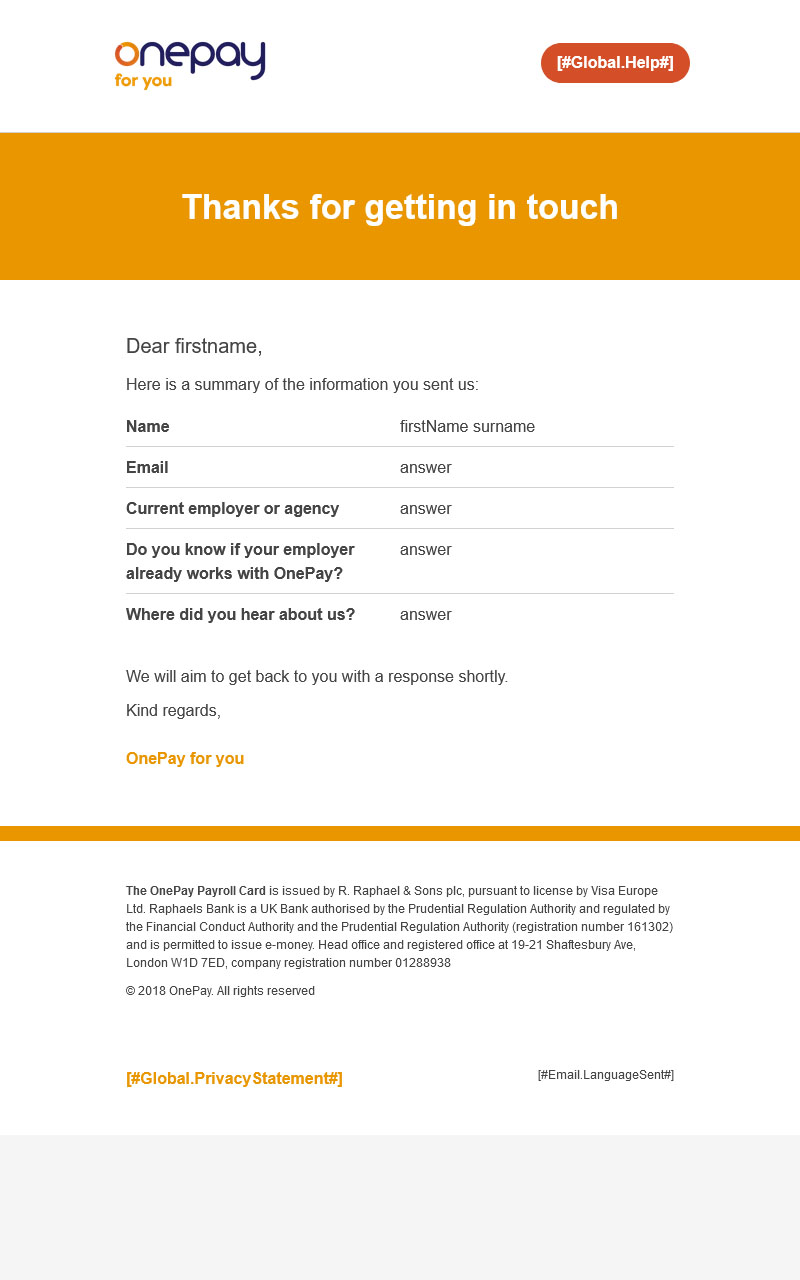 onepay
for you
[#Global.Help#]
Thanks for getting in touch
Dear firstname,
Here is a summary of the information you sent us:
Name firstName surname
Email answer
Current employer or agency answer
Do you know if your employer answer
already works with OnePay?
Where did you hear about us? answer
We will aim to get back to you with a response shortly.
Kind regards,
OnePay for you
The OnePay Payroll Card is issued by R. Raphael & Sons plc, pursuant to license by Visa Europe
Ltd. Raphaels Bank is a UK Bank authorised by the Prudential Regulation Authority and regulated by
the Financial Conduct Authority and the Prudential Regulation Authority (registration number 161302)
and is permitted to issue e-money. Head office and registered office at 19-21 Shaftesbury Ave,
London W1D 7ED, company registration number 01288938
© 2018 OnePay. All rights reserved
[#Global.PrivacyStatement#] [#Email.LanguageSent#]